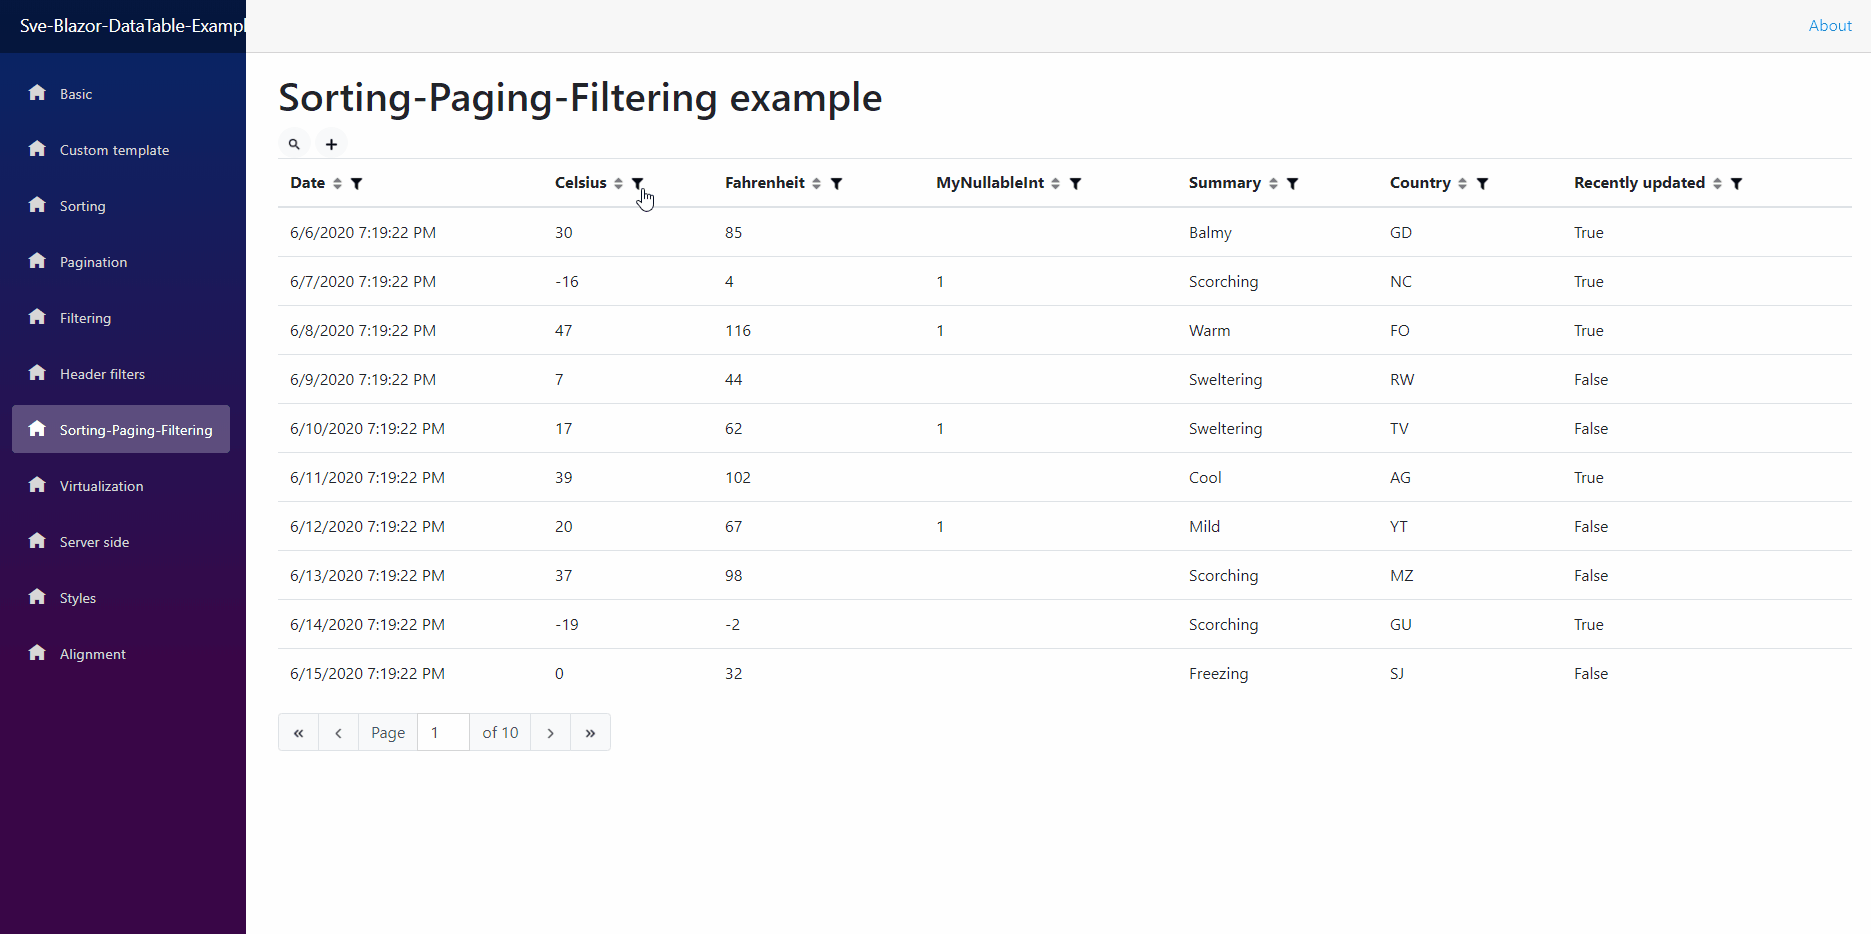 Sve-Blazor-DataTable-Exampl
About
Basic
Custom template
Sorting
Pagination
Filtering
Header filters
Sorting-Paging-Filtering
Virtualization
Server side
Styles
Alignment
Sorting-Paging-Filtering example
Date Celsius Fahrenheit MyNullableInt Summary Country Recently updated
6/6/2020 7:19:22 PM 30 85 Balmy GD True
6/7/2020 7:19:22 PM -16 4 1 Scorching NC True
6/8/2020 7:19:22 PM 47 116 1 Warm FO True
6/9/2020 7:19:22 PM 7 44 Sweltering RW False
6/10/2020 7:19:22 PM 17 62 1 Sweltering TV False
6/11/2020 7:19:22 PM 39 102 Cool AG True
6/12/2020 7:19:22 PM 20 67 1 Mild YT False
6/13/2020 7:19:22 PM 37 98 Scorching MZ False
6/14/2020 7:19:22 PM -19 -2 Scorching GU True
6/15/2020 7:19:22 PM 0 32 Freezing SJ False
« ‹ Page 1 of 10 › »